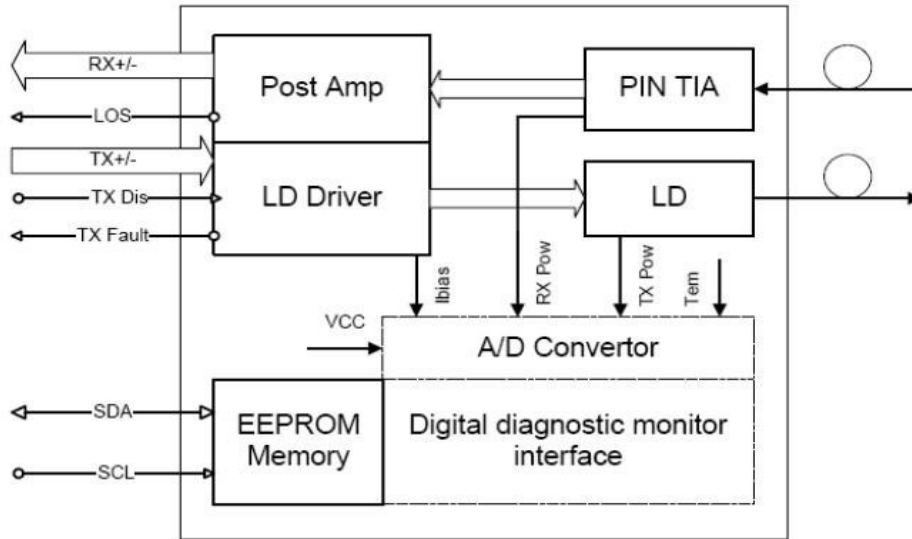 RX+/-
Post Amp
PIN TIA
LOS
TX+/-
TX Dis
LD Driver
LD
TX Fault
Ibias
RX Pow
TX Pow
Tem
VCC
A/D Convertor
SDA
EEPROM
Memory
Digital diagnostic monitor
interface
SCL